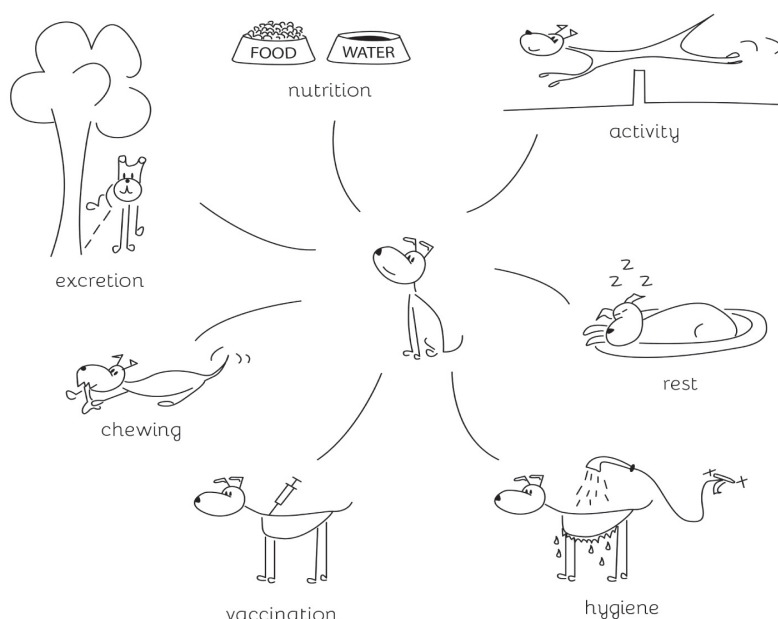 FOOD WATER
nutrition
activity
excretion
z
z z
rest
chewing
vaccination
hygiene